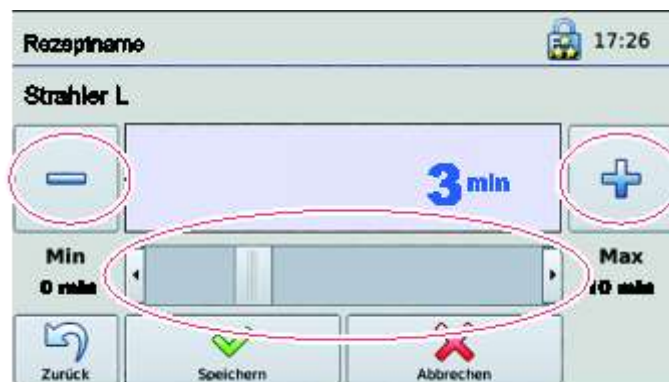 Rezeptname 17:26
Strahler L
3 min
Min Max
0 min 10 min
Zurück Speichern Abbrechen